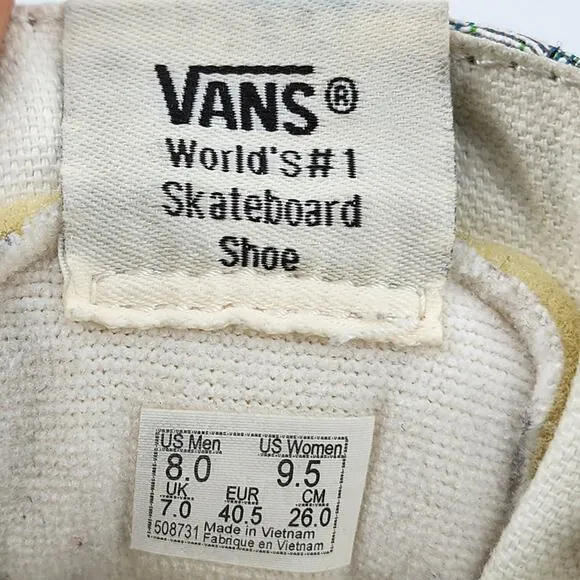 VANS®
World's#1
Skateboard
Shoe
US Men US Women
8.0 9.5
UK EUR CM
7.0 40.5 26.0
508731 Made in Vietnam
Fabrique en Vietnam